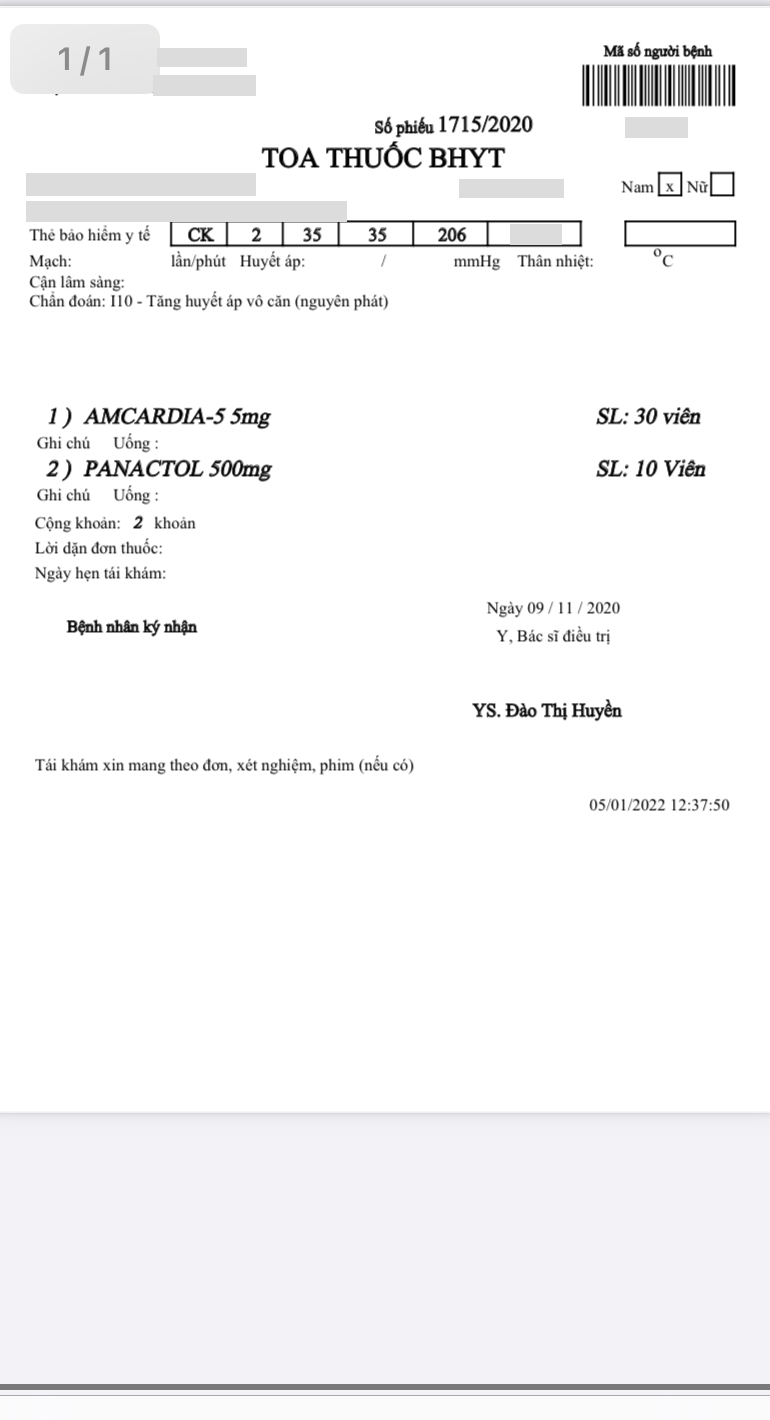 1/1
Mã số người bệnh
Số phiếu 1715/2020
TOA THUỐC BHYT
Nam x Nữ
Thẻ bảo hiểm y tế CK 2 35 35 206
Mạch: lần/phút Huyết áp: / mmHg Thân nhiệt: °C
Cận lâm sàng:
Chẩn đoán: I10 - Tăng huyết áp vô căn (nguyên phát)
1 ) AMCARDIA-5 5mg SL: 30 viên
Ghi chú Uống :
2 ) PANACTOL 500mg SL: 10 Viên
Ghi chú Uống :
Cộng khoản: 2 khoản
Lời dặn đơn thuốc:
Ngày hẹn tái khám:
Ngày 09 / 11 / 2020
Bệnh nhân ký nhận
Y, Bác sĩ điều trị
YS. Đào Thị Huyền
Tái khám xin mang theo đơn, xét nghiệm, phim (nếu có)
05/01/2022 12:37:50